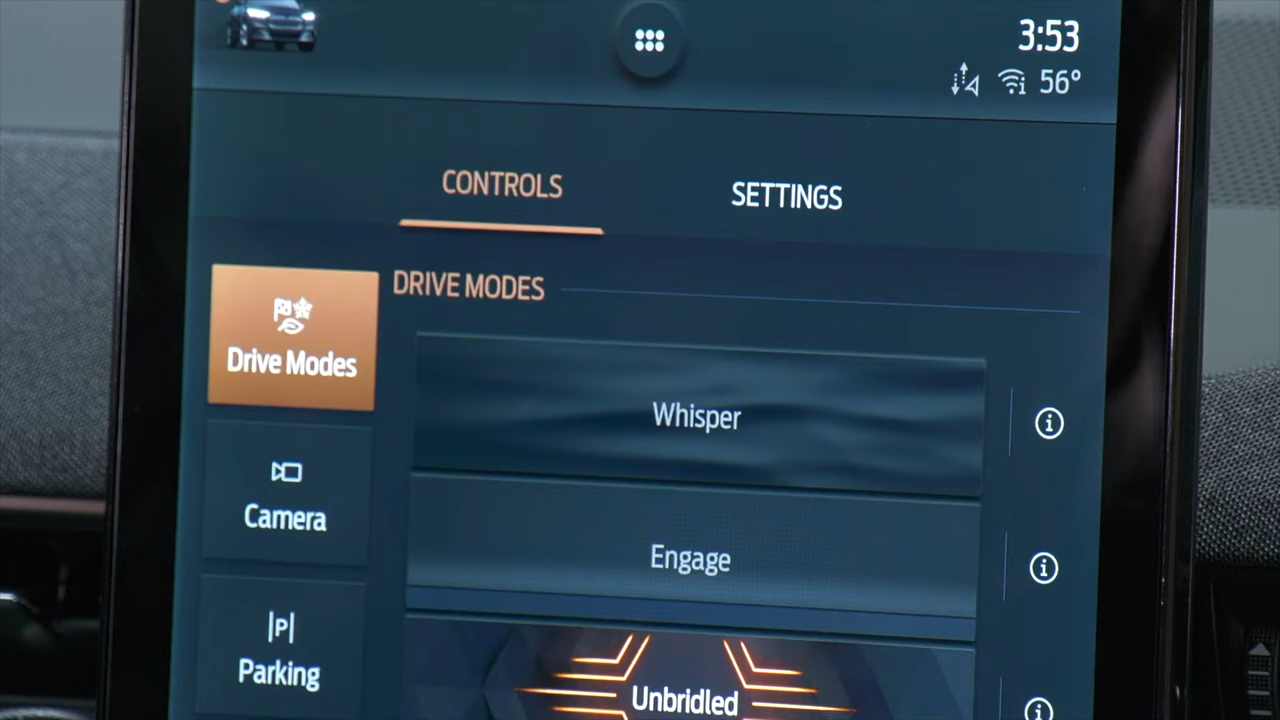 3:53
56°
CONTROLS
SETTINGS
DRIVE MODES
Drive Modes
Whisper
Camera
Engage
P
Parking
Unbridled